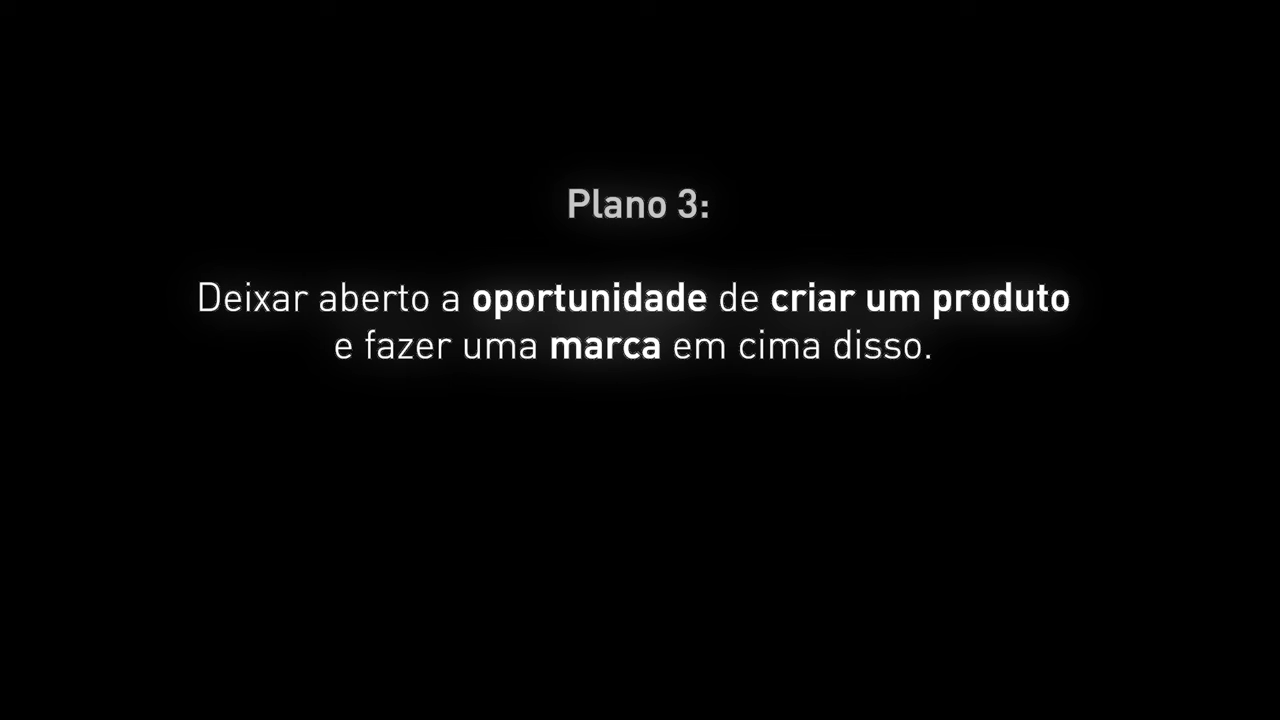 Plano 3:
Deixar aberto a oportunidade de criar um produto
e fazer uma marca em cima disso.